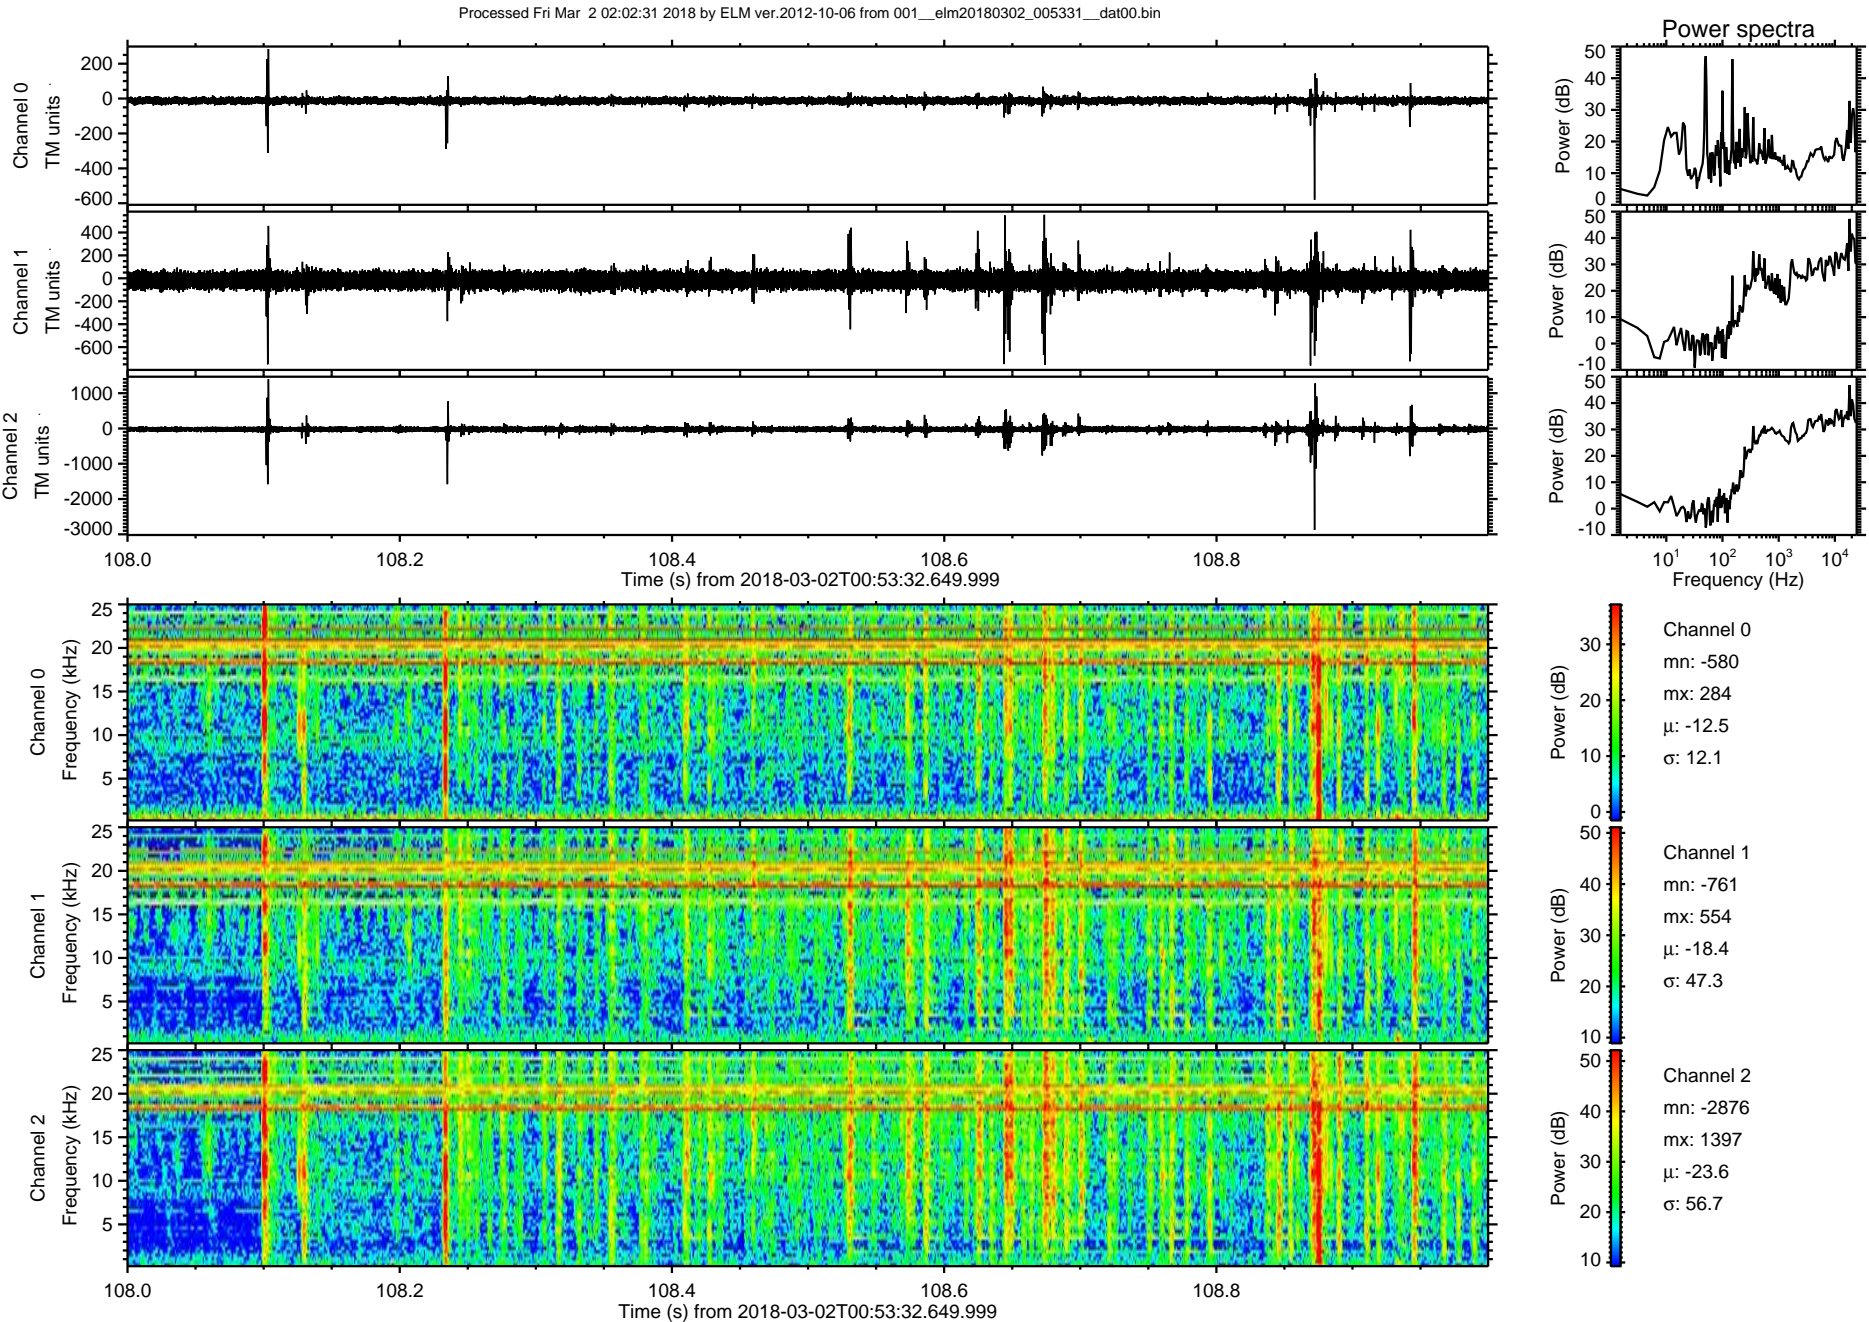 Processed Fri Mar  2 02:02:31 2018 by ELM ver.2012-10-06 from 001__elm20180302_005331__dat00.bin
Power spectra
Channel 0
TM units
200
0
-200
-400
-600
Power (dB)
50
40
30
20
10
0
Channel 1
TM units
400
200
0
-200
-400
-600
Power (dB)
50
40
30
20
10
0
-10
Channel 2
TM units
1000
0
-1000
-2000
-3000
Power (dB)
50
40
30
20
10
0
-10
108.0 108.2 108.4 108.6 108.8
Time (s) from 2018-03-02T00:53:32.649.999
10^1 10^2 10^3 10^4
Frequency (Hz)
Channel 0
Frequency (kHz)
25
20
15
10
5
Power (dB)
30
20
10
0
Channel 0
mn: -580
mx: 284
μ: -12.5
σ: 12.1
Channel 1
Frequency (kHz)
25
20
15
10
5
Power (dB)
50
40
30
20
10
Channel 1
mn: -761
mx: 554
μ: -18.4
σ: 47.3
Channel 2
Frequency (kHz)
25
20
15
10
5
Power (dB)
50
40
30
20
10
Channel 2
mn: -2876
mx: 1397
μ: -23.6
σ: 56.7
108.0 108.2 108.4 108.6 108.8
Time (s) from 2018-03-02T00:53:32.649.999